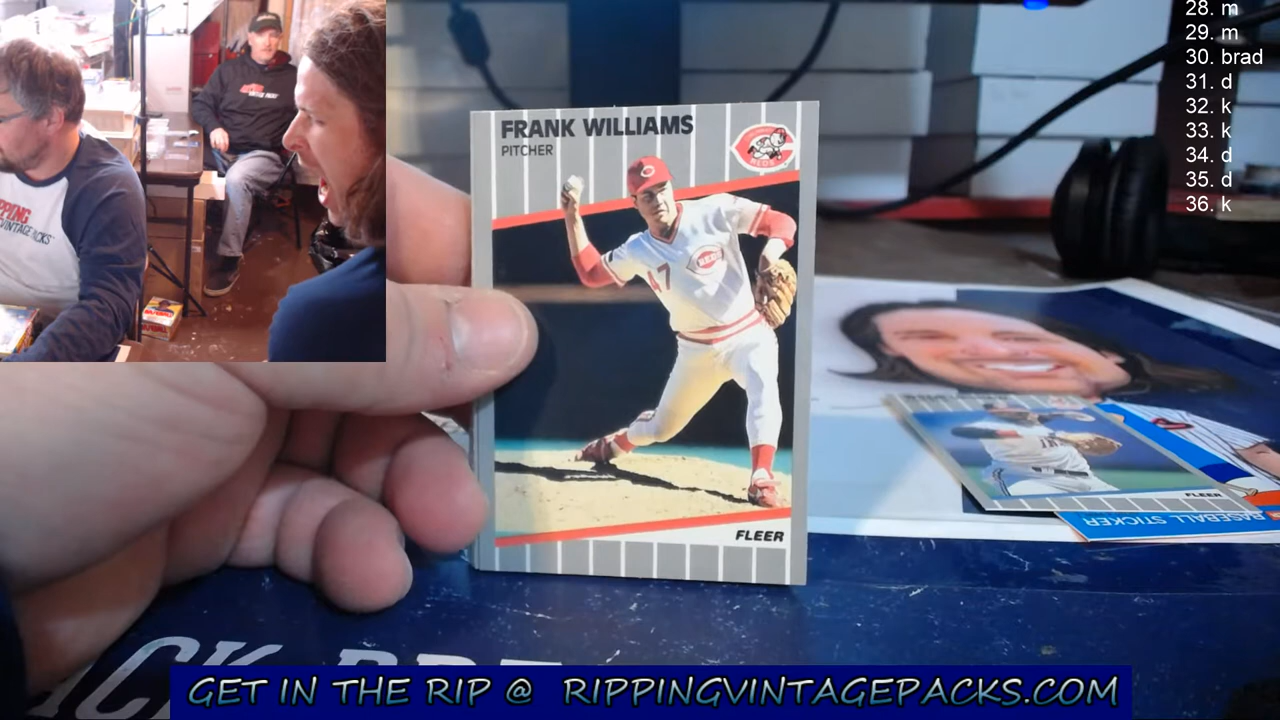 28. m
29. m
30. brad
31. d
32. k
33. k
34. d
35. d
36. k
RIPPING
VINTAGE PACKS
FRANK WILLIAMS
PITCHER
REDS
REDS
47
FLEER
FLEER
BASEBALL STICKER
GET IN THE RIP @ RIPPINGVINTAGEPACKS.COM